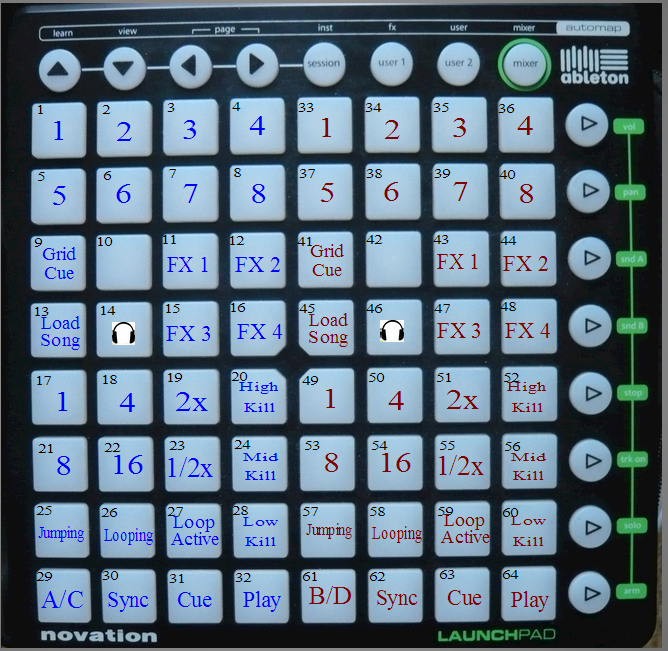 learn view page inst fx user mixer automap
session user 1 user 2 mixer
ableton
1 2 3 4 33 34 35 36
1 2 3 4 1 2 3 4
vol
5 6 7 8 37 38 39 40
5 6 7 8 5 6 7 8
pan
9 10 11 12 41 42 43 44
Grid Cue FX 1 FX 2 Grid Cue FX 1 FX 2
snd A
13 14 15 16 45 46 47 48
Load Song FX 3 FX 4 Load Song FX 3 FX 4
snd B
17 18 19 20 49 50 51 52
1 4 2x High Kill 1 4 2x High Kill
stop
21 22 23 24 53 54 55 56
8 16 1/2x Mid Kill 8 16 1/2x Mid Kill
trk on
25 26 27 28 57 58 59 60
Jumping Looping Loop Active Low Kill Jumping Looping Loop Active Low Kill
solo
29 30 31 32 61 62 63 64
A/C Sync Cue Play B/D Sync Cue Play
arm
novation LAUNCHPAD